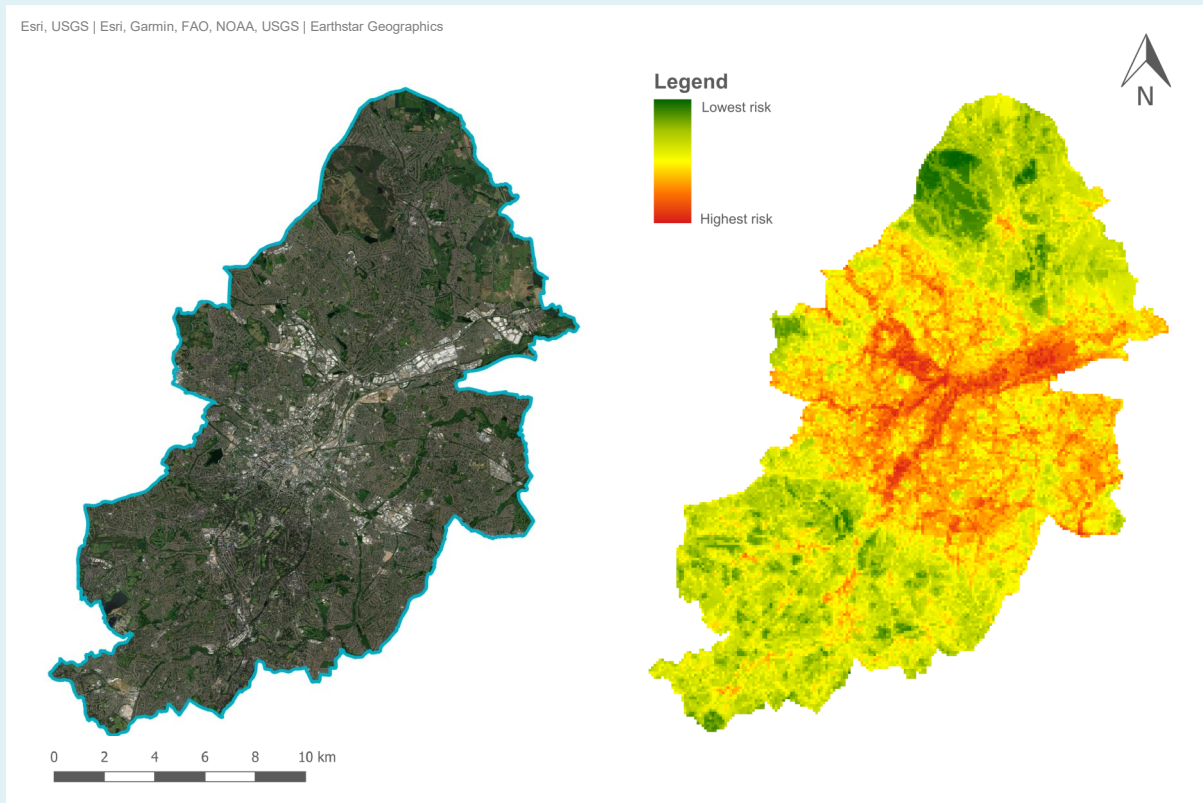 Esri, USGS | Esri, Garmin, FAO, NOAA, USGS | Earthstar Geographics
N
Legend
Lowest risk
Highest risk
0 2 4 6 8 10 km